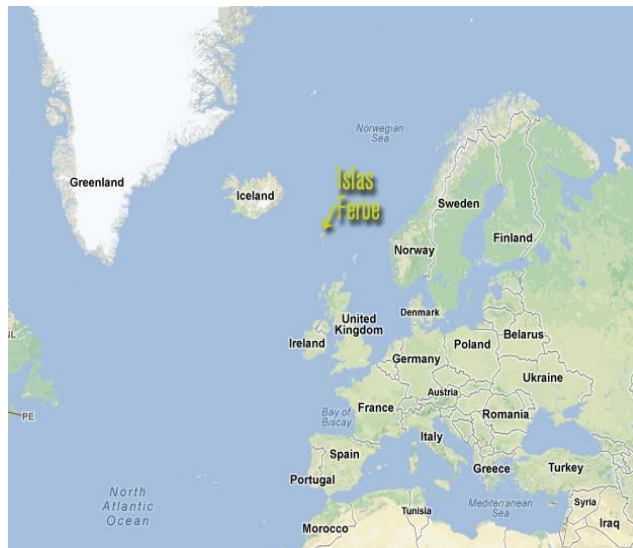 Norwegian
Sea
Greenland
Iceland
Islas
Feroe
Sweden
Finland
Norway
United
Kingdom
Denmark
Ireland
Belarus
Poland
Germany
Ukraine
Austria
France
Romania
Bay of
Biscay
Italy
Spain
Portugal
Greece
Turkey
North
Atlantic
Ocean
Mediterranean
Sea
Tunisia
Syria
Morocco
Iraq
NL
PE